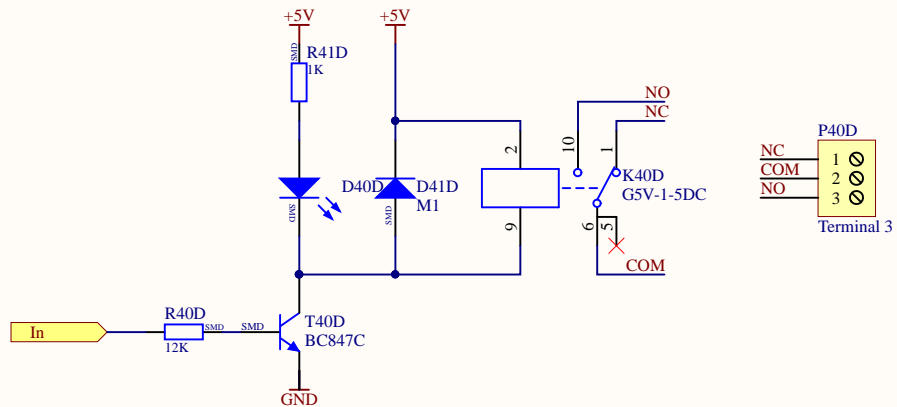 +5V
+5V
SMD
R41D
1K
NO
NC
2
10
1
P40D
NC
1
COM
2
NO
3
Terminal 3
D40D
D41D
M1
K40D
G5V-1-5DC
SMD
SMD
9
6
5
COM
R40D
SMD
SMD
T40D
In
12K
BC847C
GND